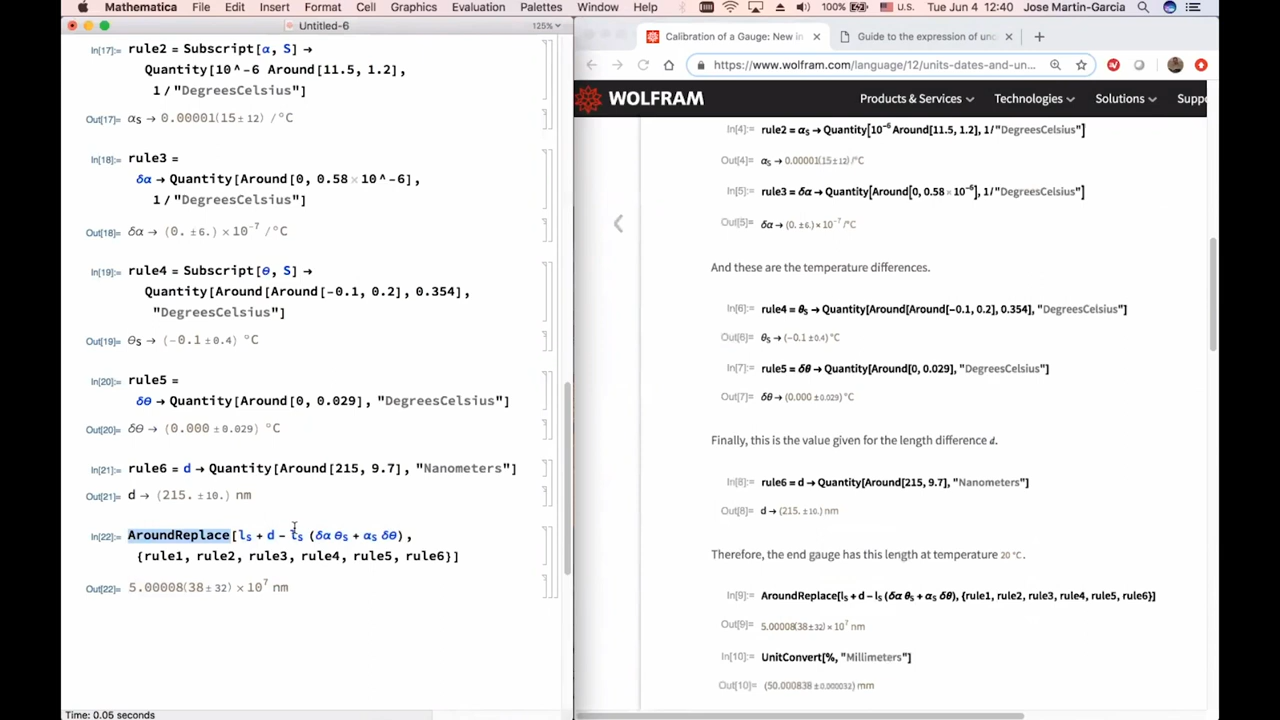 Mathematica File Edit Insert Format Cell Graphics Evaluation Palettes Window Help 100% U.S. Tue Jun 4 12:40 Jose Martin-Garcia
Untitled-6 125%
In[17]:= rule2 = Subscript[α, S] →
Quantity[10^-6 Around[11.5, 1.2],
1/"DegreesCelsius"]
Out[17]= αS → 0.00001(15±12)/°C
In[18]:= rule3 =
δα → Quantity[Around[0, 0.58×10^-6],
1/"DegreesCelsius"]
Out[18]= δα → (0. ±6.)×10⁻⁷/°C
In[19]:= rule4 = Subscript[θ, S] →
Quantity[Around[Around[-0.1, 0.2], 0.354],
"DegreesCelsius"]
Out[19]= θS → (-0.1±0.4) °C
In[20]:= rule5 =
δθ → Quantity[Around[0, 0.029], "DegreesCelsius"]
Out[20]= δθ → (0.000±0.029) °C
In[21]:= rule6 = d → Quantity[Around[215, 9.7], "Nanometers"]
Out[21]= d → (215. ±10.) nm
In[22]:= AroundReplace[lS + d - lS (δα θS + αS δθ),
{rule1, rule2, rule3, rule4, rule5, rule6}]
Out[22]= 5.00008(38±32)×10⁷ nm
Time: 0.05 seconds
Calibration of a Gauge: New in Guide to the expression of unc
https://www.wolfram.com/language/12/units-dates-and-un...
WOLFRAM Products & Services Technologies Solutions Suppo
In[4]:= rule2 = αS → Quantity[10⁻⁶ Around[11.5, 1.2], 1/"DegreesCelsius"]
Out[4]= αS → 0.00001(15±12)/°C
In[5]:= rule3 = δα → Quantity[Around[0, 0.58×10⁻⁶], 1/"DegreesCelsius"]
Out[5]= δα → (0. ±6.)×10⁻⁷/°C
And these are the temperature differences.
In[6]:= rule4 = θS → Quantity[Around[Around[-0.1, 0.2], 0.354], "DegreesCelsius"]
Out[6]= θS → (-0.1±0.4) °C
In[7]:= rule5 = δθ → Quantity[Around[0, 0.029], "DegreesCelsius"]
Out[7]= δθ → (0.000±0.029) °C
Finally, this is the value given for the length difference d.
In[8]:= rule6 = d → Quantity[Around[215, 9.7], "Nanometers"]
Out[8]= d → (215. ±10.) nm
Therefore, the end gauge has this length at temperature 20 °C.
In[9]:= AroundReplace[lS + d - lS (δα θS + αS δθ), {rule1, rule2, rule3, rule4, rule5, rule6}]
Out[9]= 5.00008(38±32)×10⁷ nm
In[10]:= UnitConvert[%, "Millimeters"]
Out[10]= (50.000838±0.000032) mm